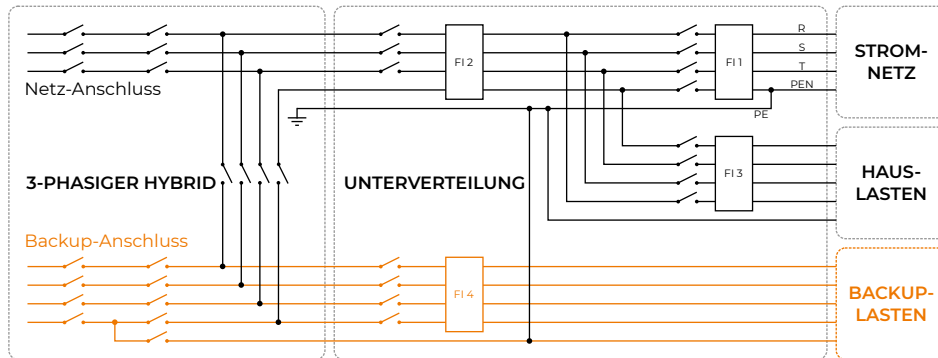 R
FI 2
FI 1
S
STROM-
NETZ
T
Netz-Anschluss
PEN
PE
3-PHASIGER HYBRID
UNTERVERTEILUNG
FI 3
HAUS-
LASTEN
Backup-Anschluss
FI 4
BACKUP-
LASTEN